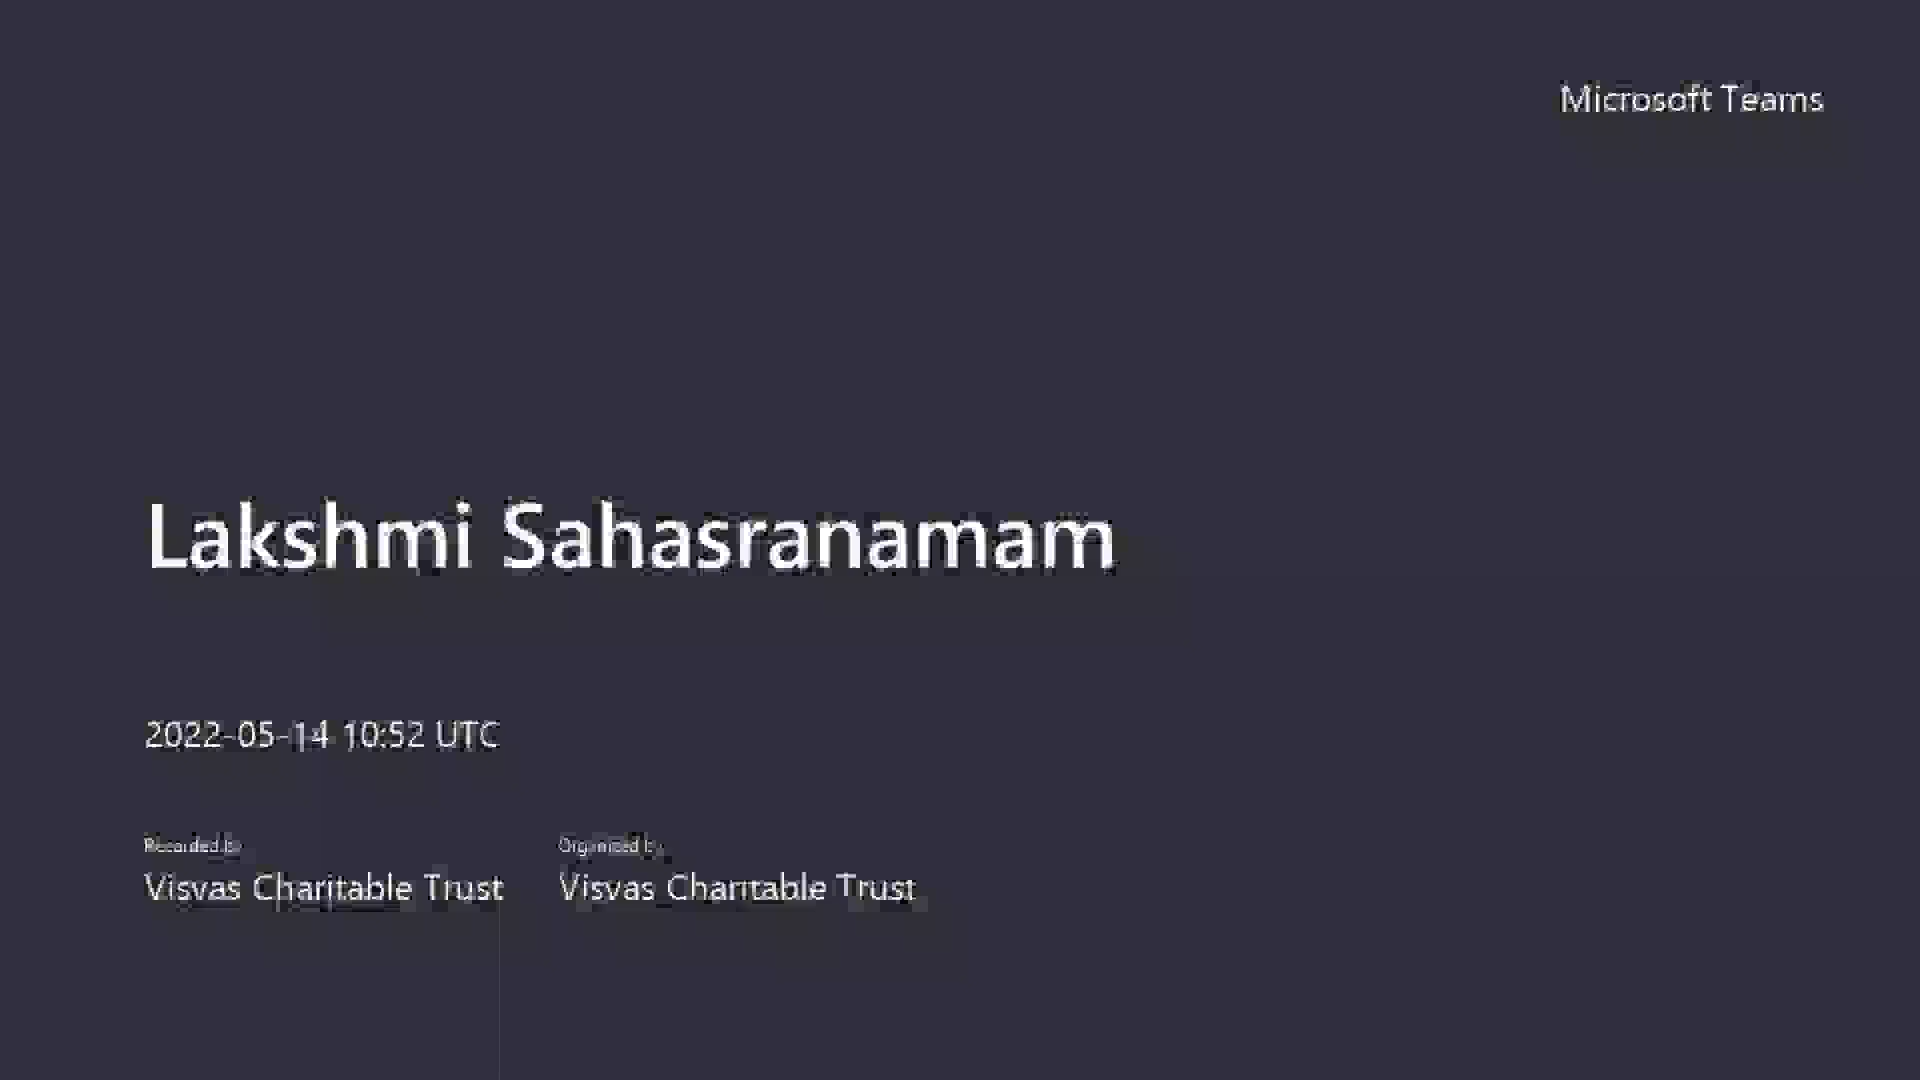 Microsoft Teams
Lakshmi Sahasranamam
2022-05-14 10:52 UTC
Recorded by
Organized by
Visvas Charitable Trust
Visvas Charitable Trust